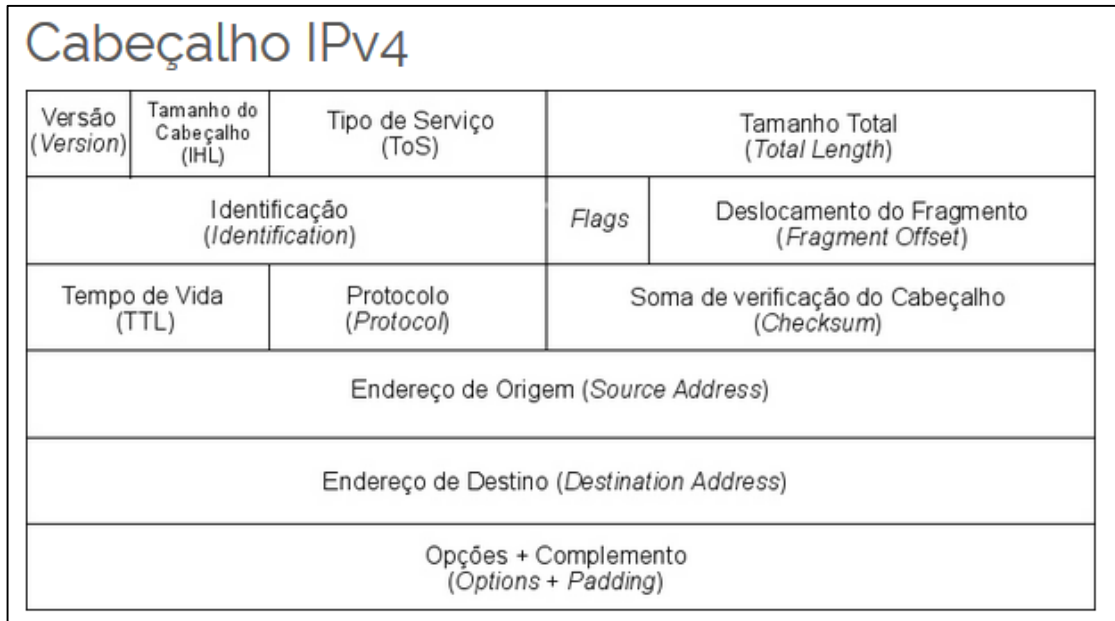 Cabeçalho IPv4
Versão
(Version)
Tamanho do
Cabeçalho
(IHL)
Tipo de Serviço
(ToS)
Tamanho Total
(Total Length)
Identificação
(Identification)
Flags
Deslocamento do Fragmento
(Fragment Offset)
Tempo de Vida
(TTL)
Protocolo
(Protocol)
Soma de verificação do Cabeçalho
(Checksum)
Endereço de Origem (Source Address)
Endereço de Destino (Destination Address)
Opções + Complemento
(Options + Padding)